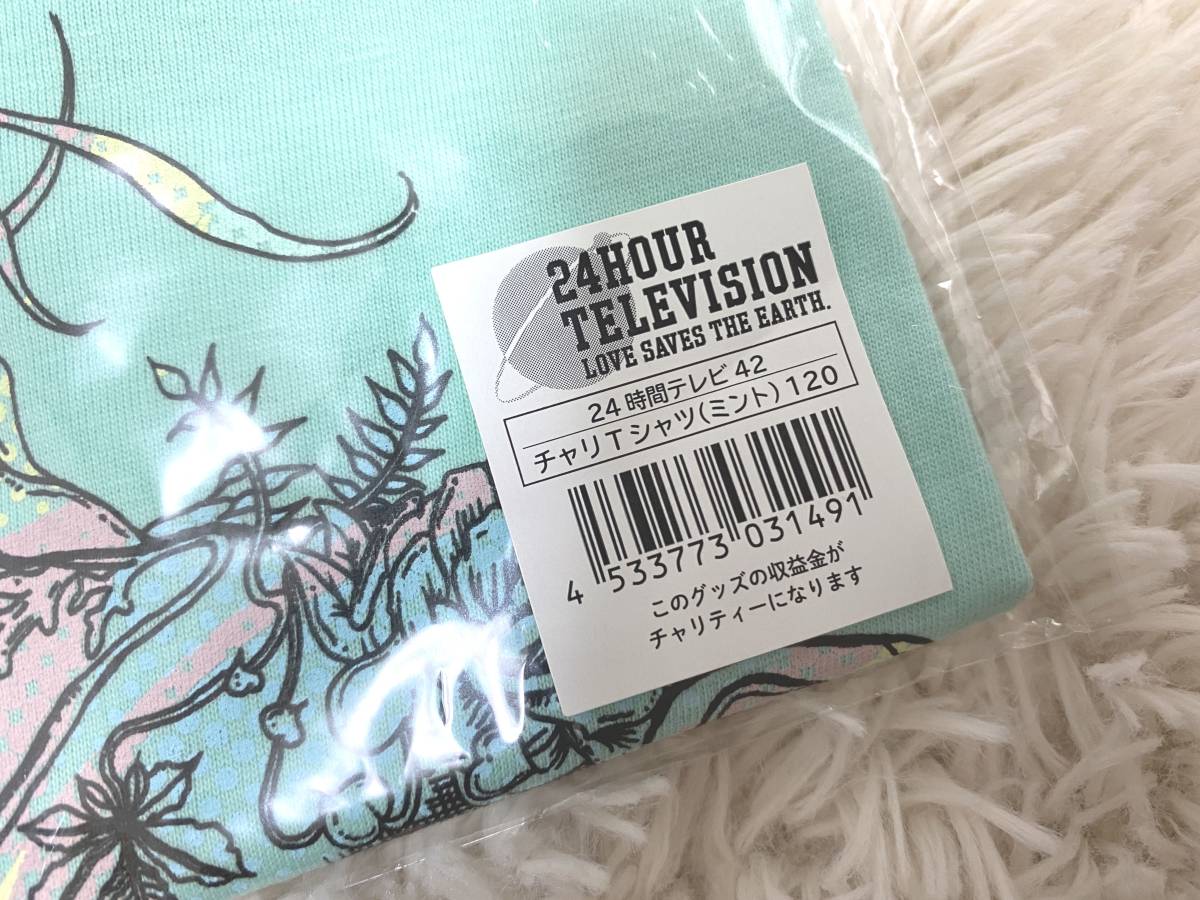 24HOUR
TELEVISION
LOVE SAVES THE EARTH.
24時間テレビ42
チャリTシャツ(ミント)120
4 533773 031491
このグッズの収益金が
チャリティーになります